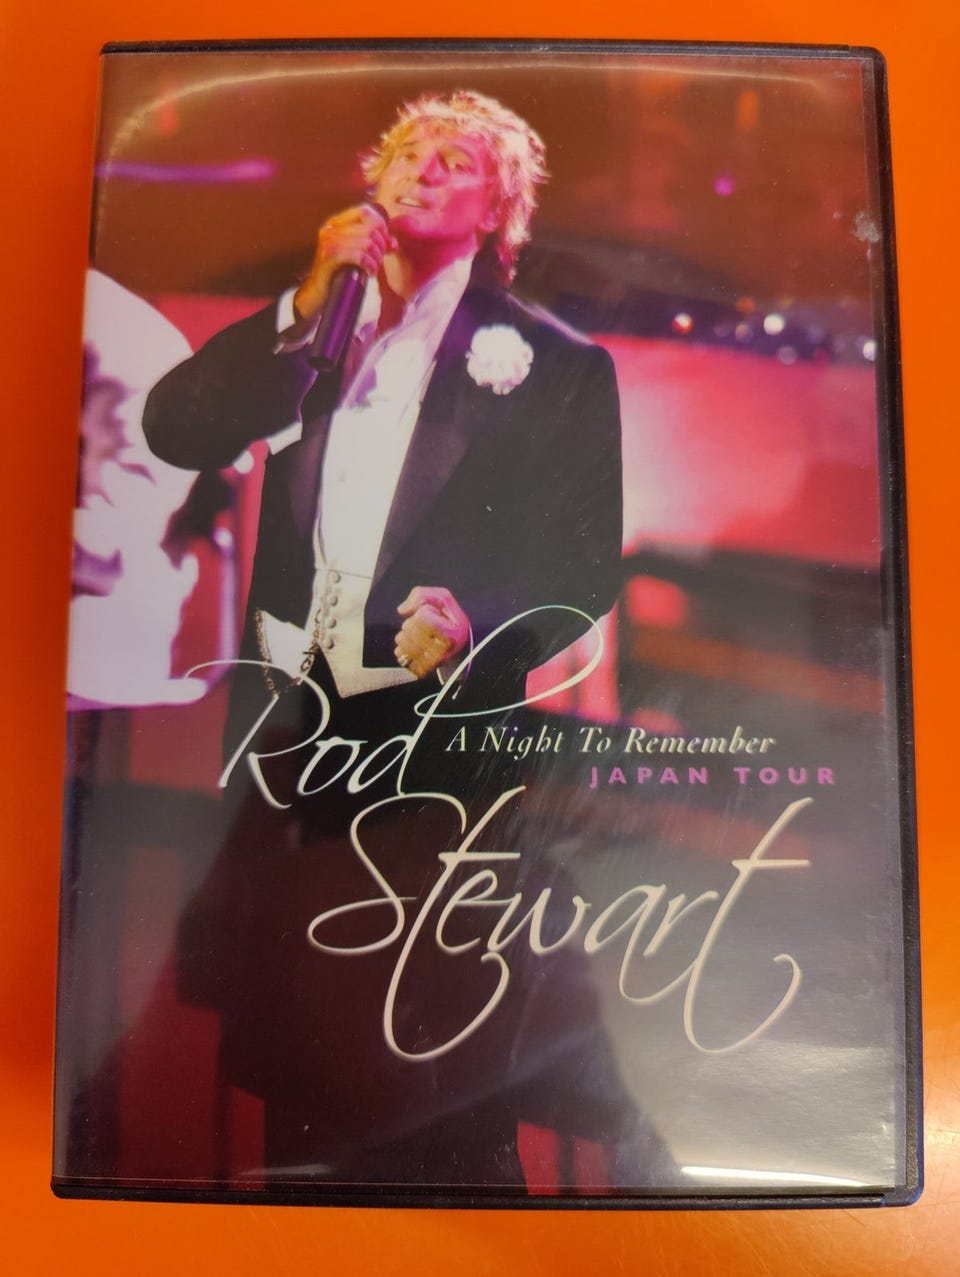 Rod
A Night To Remember
JAPAN TOUR
Stewart